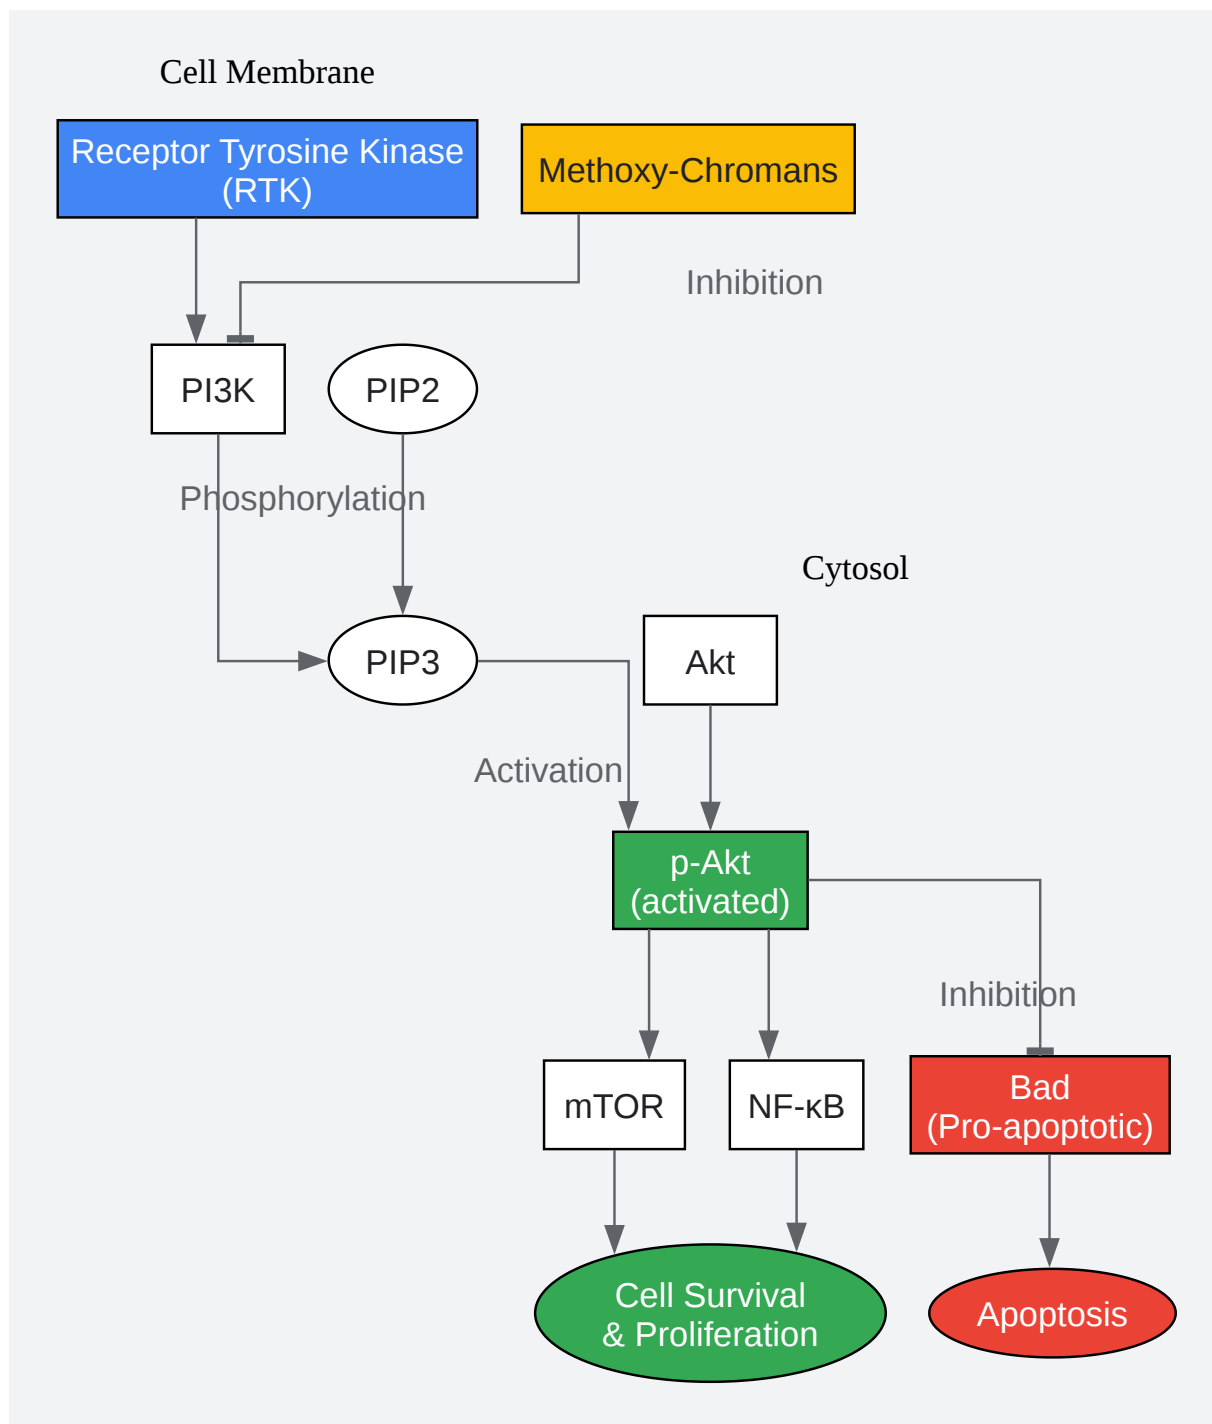 Cell Membrane
Receptor Tyrosine Kinase
(RTK)
Methoxy-Chromans
Inhibition
PI3K
PIP2
Phosphorylation
Cytosol
PIP3
Akt
Activation
p-Akt
(activated)
Inhibition
mTOR
NF-κB
Bad
(Pro-apoptotic)
Cell Survival
& Proliferation
Apoptosis